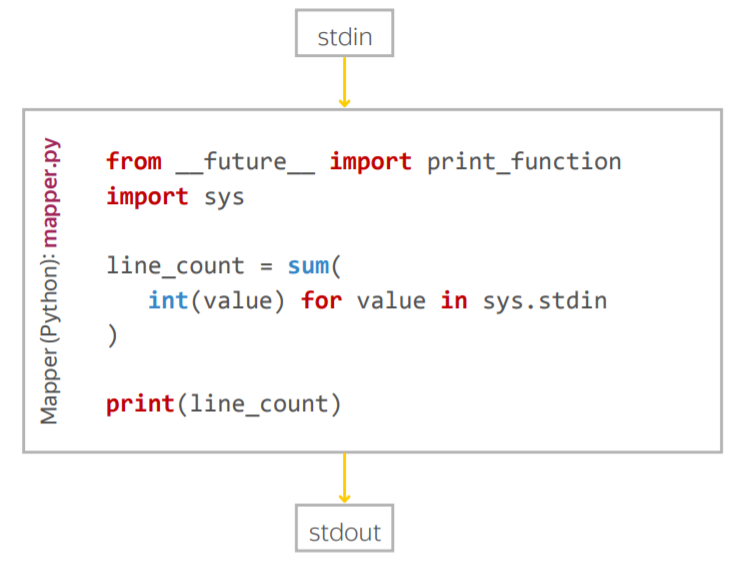 stdin
Mapper (Python): mapper.py
from __future__ import print_function
import sys
line_count = sum(
int(value) for value in sys.stdin
)
print(line_count)
stdout